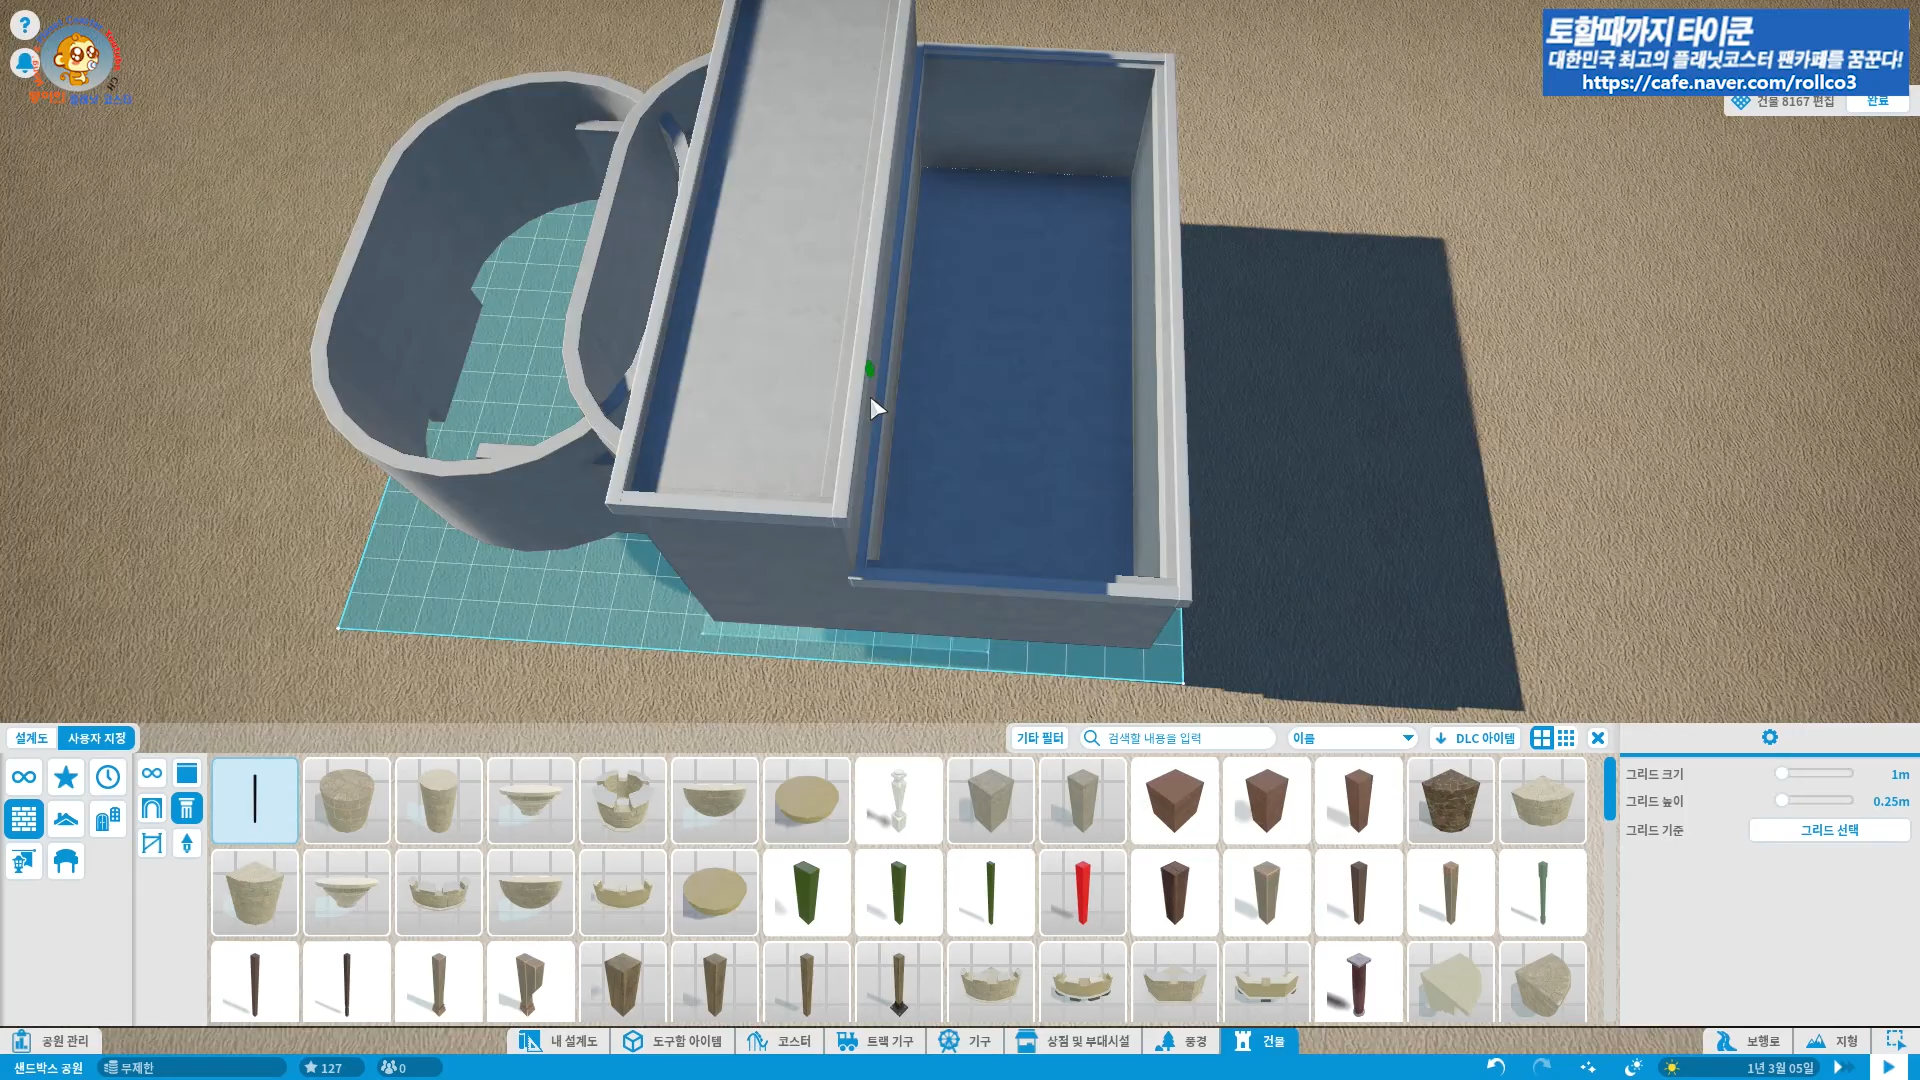 ?
토할때까지 타이쿤
대한민국 최고의 플래닛코스터 팬카페를 꿈꾼다!
https://cafe.naver.com/rollco3
건물 8167 편집
완료
설계도
사용자 지정
기타 필터
검색할 내용을 입력
이름
DLC 아이템
그리드 크기
1m
그리드 높이
0.25m
그리드 기준
그리드 선택
공원 관리
내 설계도
도구함 아이템
코스터
트랙 기구
기구
상점 및 부대시설
풍경
건물
보행로
지형
샌드박스 공원
무제한
127
0
1년 3월 05일